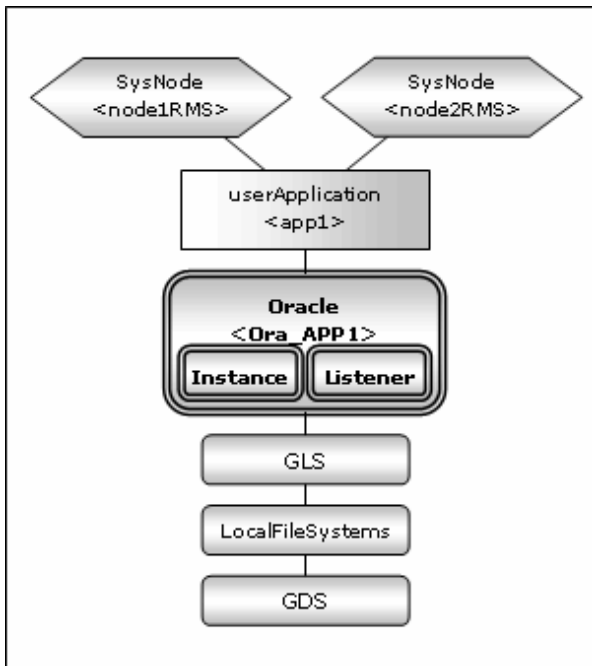 SysNode
<node1RMS>
SysNode
<node2RMS>
userApplication
<app1>
Oracle
<Ora_APP1>
Instance
Listener
GLS
LocalFileSystems
GDS